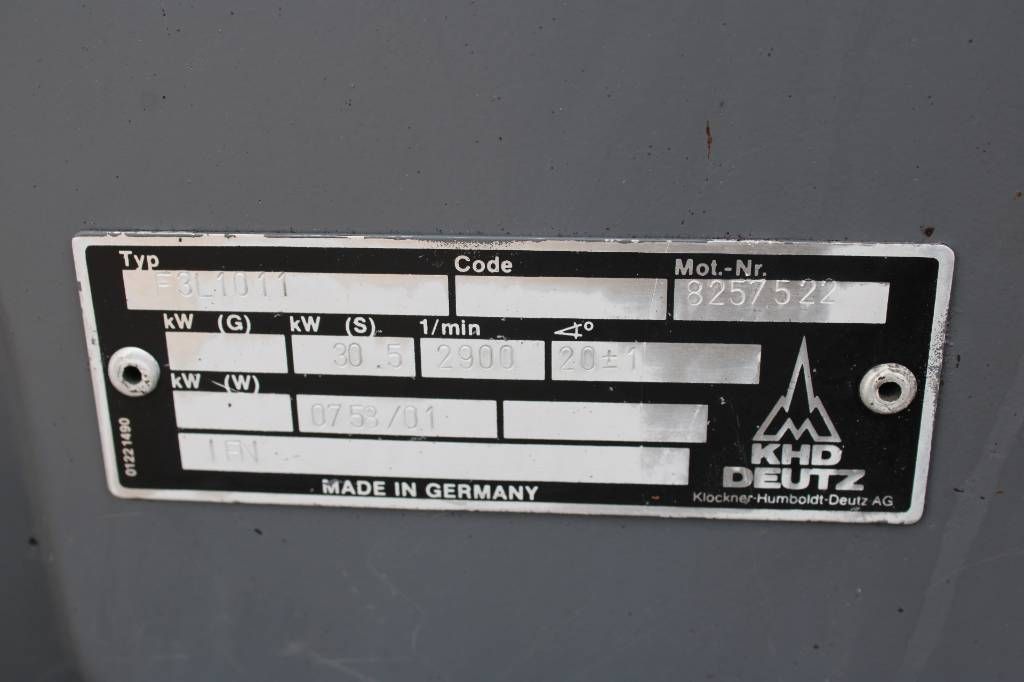 Typ Code Mot.-Nr.
F3L1011 8257522
kW (G) kW (S) 1/min ∢°
30.5 2900 20±1
kW (W)
0758/01
IFN --
01221490
MADE IN GERMANY
KHD
DEUTZ
Klöckner-Humboldt-Deutz AG